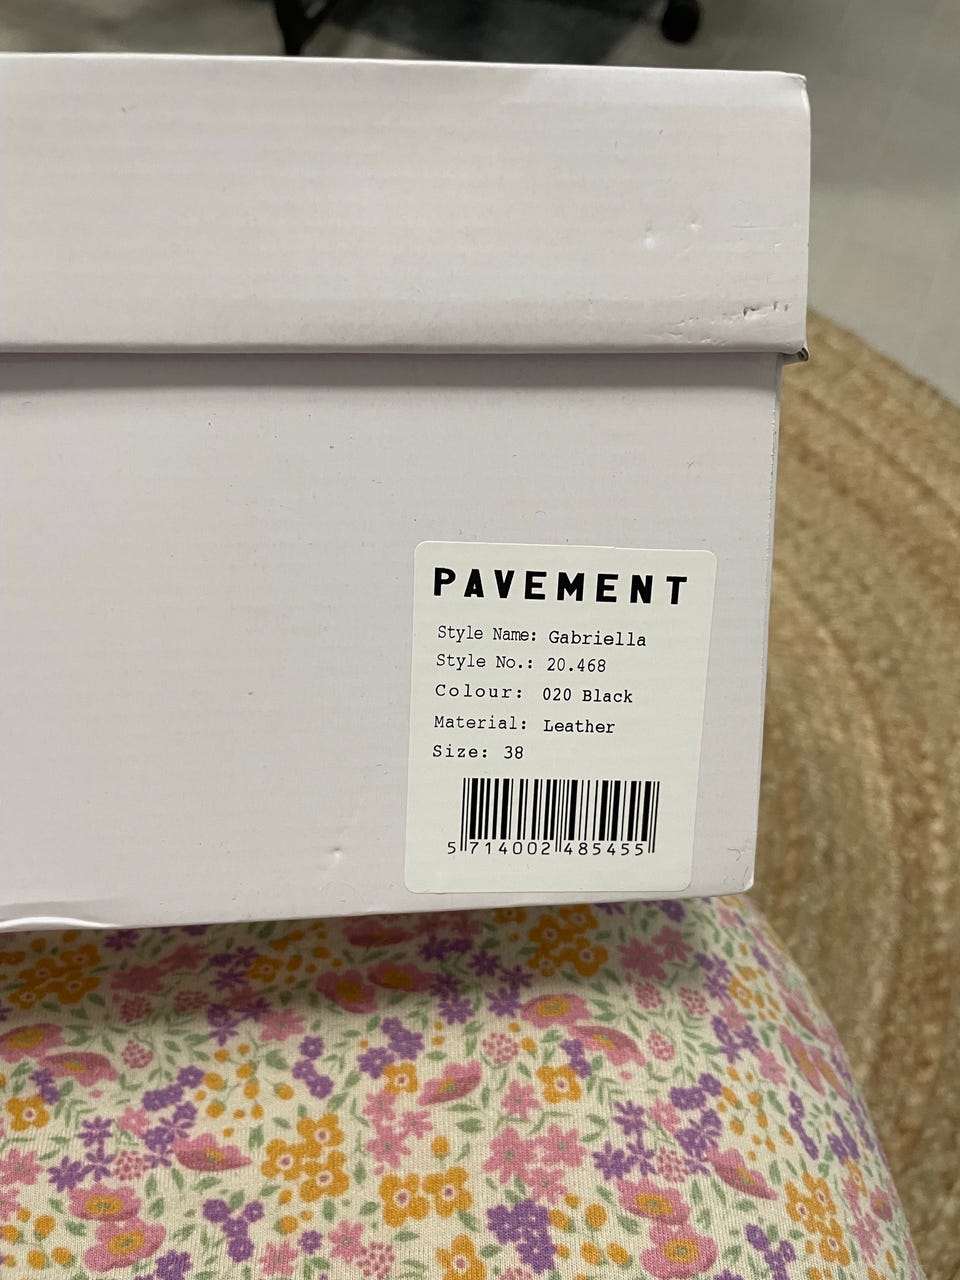 PAVEMENT
Style Name: Gabriella
Style No.: 20.468
Colour: 020 Black
Material: Leather
Size: 38
5 714002 485455